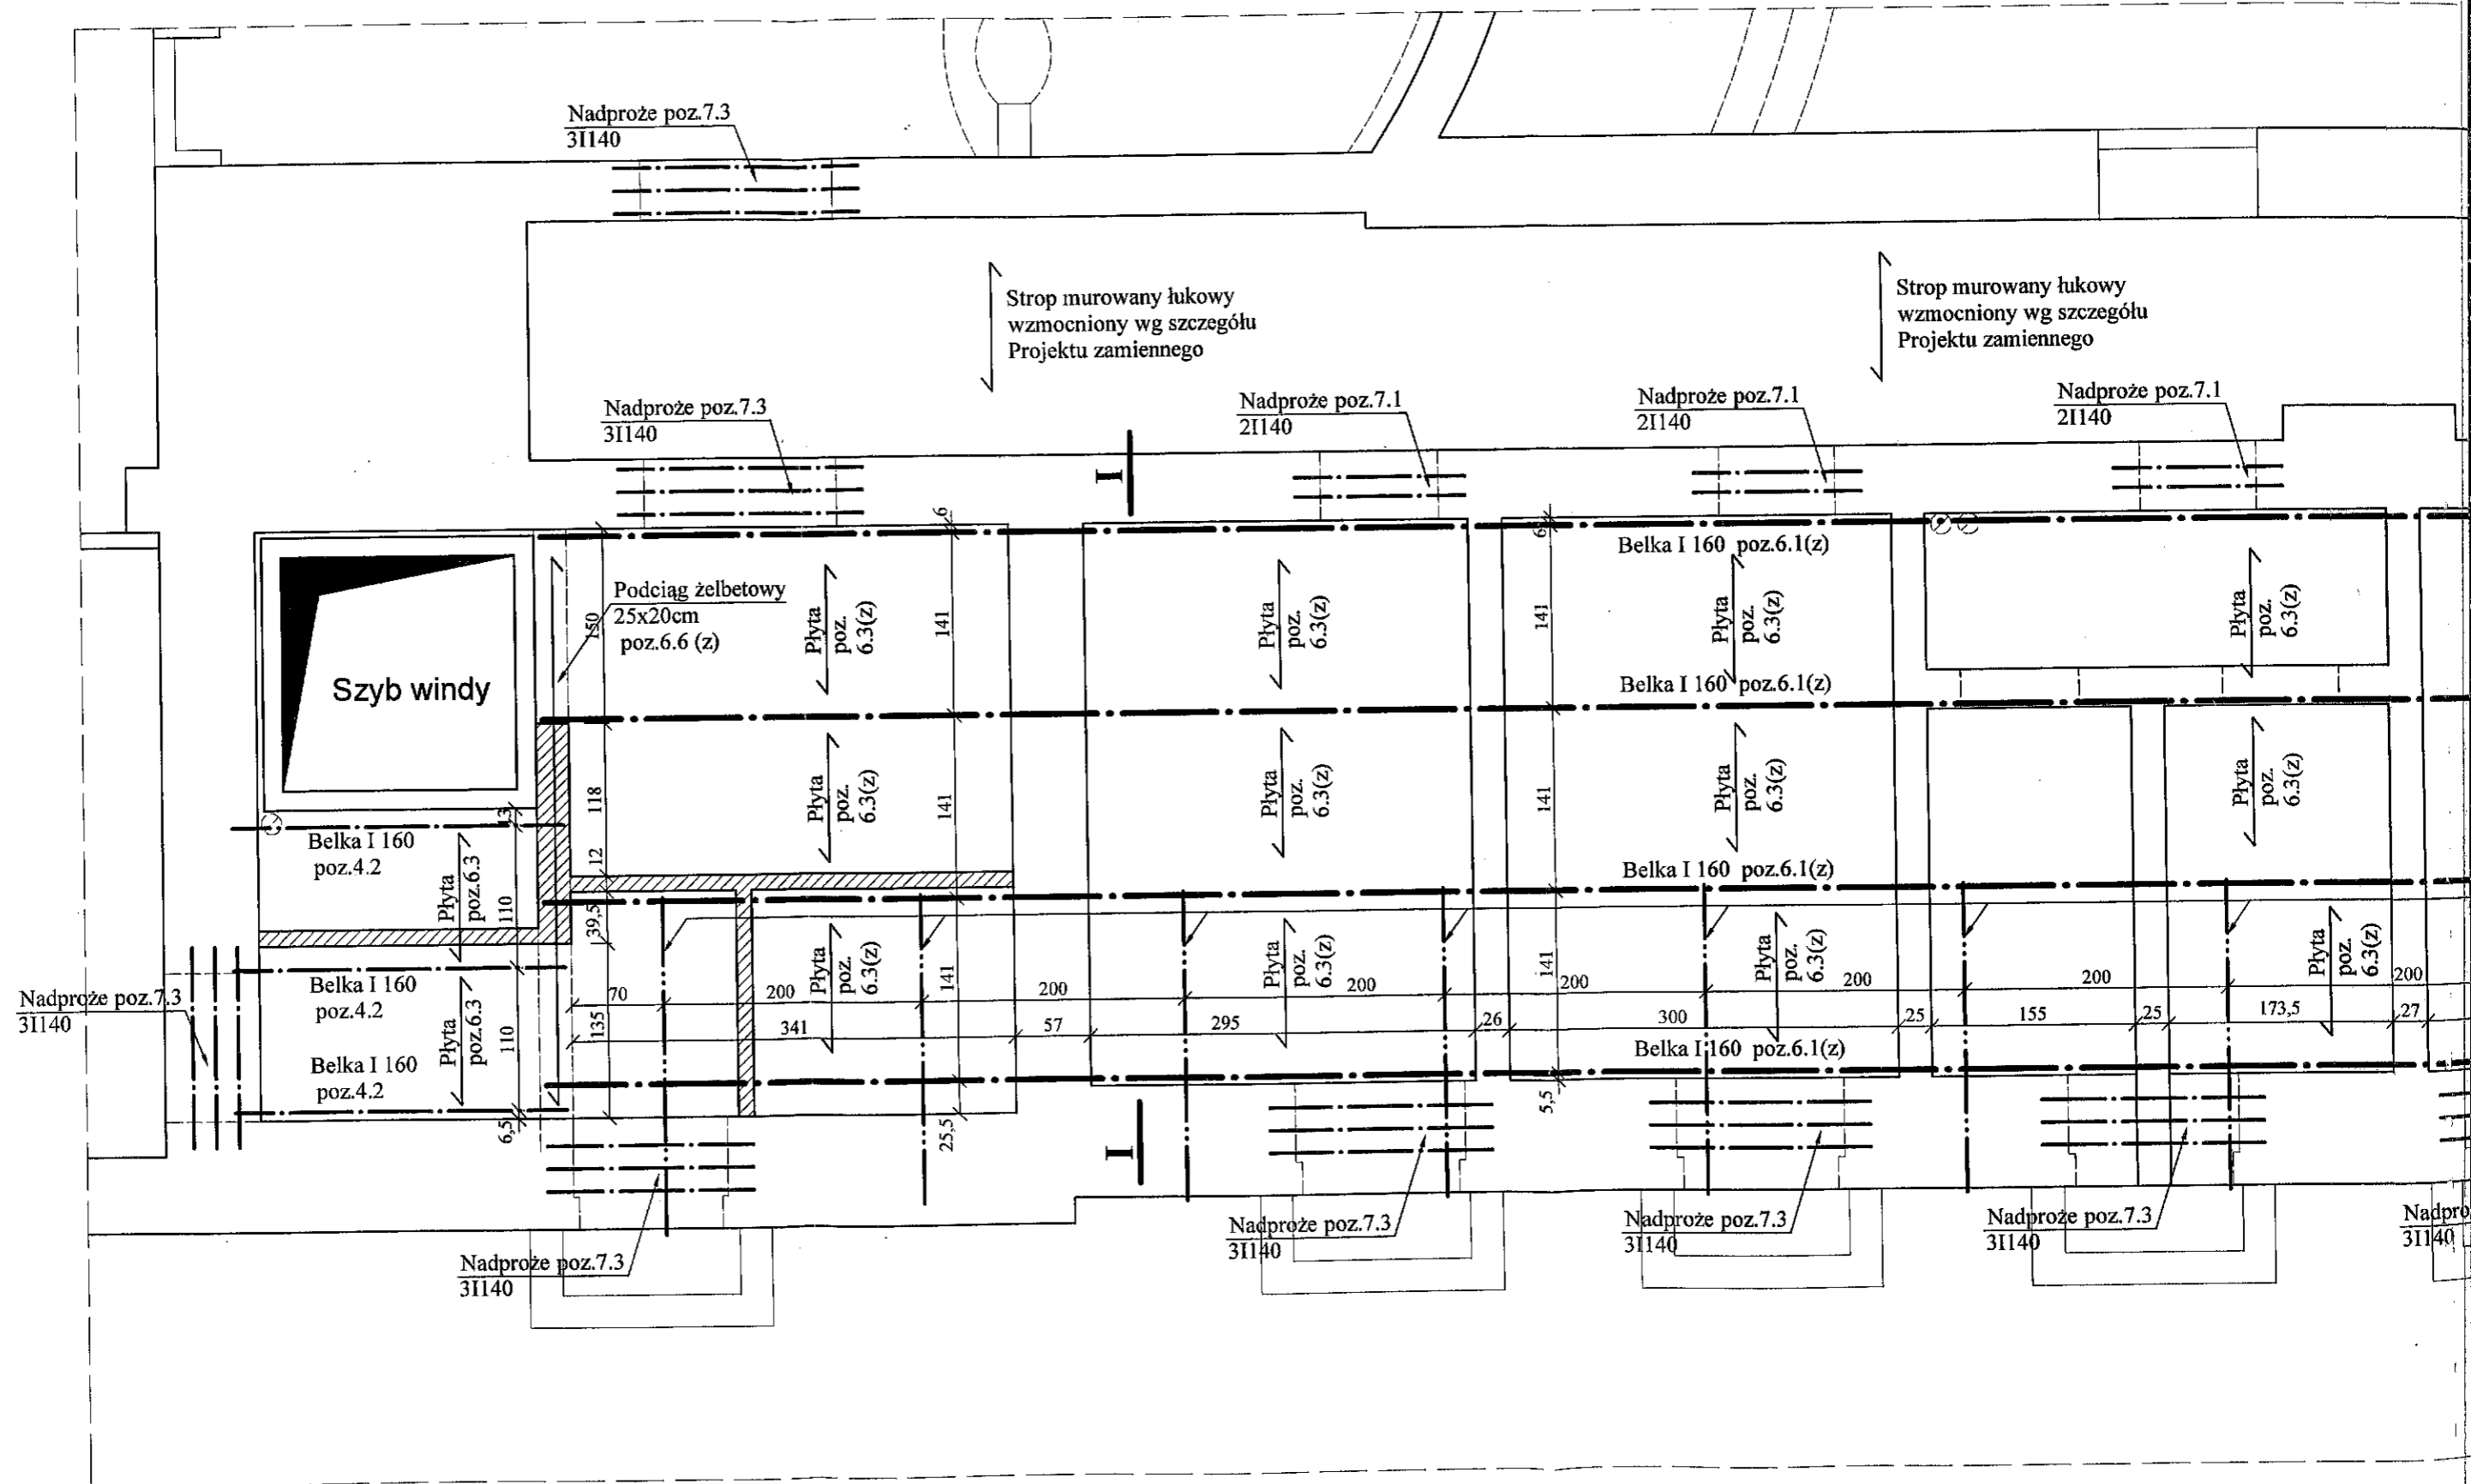 Nadproże poz.7.3
3I140
Strop murowany łukowy
wzmocniony wg szczegółu
Projektu zamiennego
Strop murowany łukowy
wzmocniony wg szczegółu
Projektu zamiennego
Nadproże poz.7.3
3I140
Nadproże poz.7.1
2I140
Nadproże poz.7.1
2I140
Nadproże poz.7.1
2I140
I
6
6
Belka I 160 poz.6.1(z)
Podciąg żelbetowy
25x20cm
poz.6.6 (z)
150
Płyta
poz.
6.3(z)
141
Płyta
poz.
6.3(z)
141
Płyta
poz.
6.3(z)
Płyta
poz.
6.3(z)
Szyb windy
Belka I 160 poz.6.1(z)
118
Płyta
poz.
6.3(z)
141
Płyta
poz.
6.3(z)
141
Płyta
poz.
6.3(z)
Płyta
poz.
6.3(z)
13
Belka I 160
poz.4.2
12
Belka I 160 poz.6.1(z)
Płyta
poz.6.3
110
39,5
Płyta
poz.
6.3(z)
141
Płyta
poz.
6.3(z)
141
Płyta
poz.
6.3(z)
Płyta
poz.
6.3(z)
Belka I 160
poz.4.2
70
200
200
200
200
200
200
200
Nadproże poz.7.3
3I140
Płyta
poz.6.3
110
135
341
57
295
26
300
25
155
25
173,5
27
Belka I 160
poz.4.2
Belka I 160 poz.6.1(z)
6,5
25,5
5,5
I
Nadproże poz.7.3
3I140
Nadproże poz.7.3
3I140
Nadproże poz.7.3
3I140
Nadproże poz.7.3
3I140
Nadpro
3I140